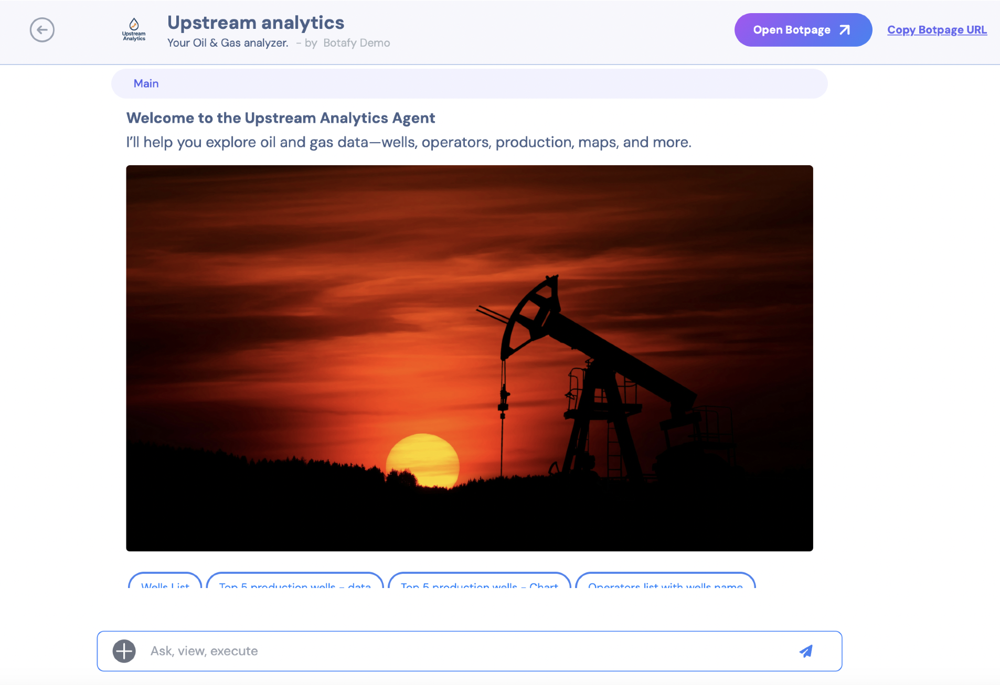 Upstream
Analytics
Upstream analytics
Your Oil & Gas analyzer. - by Botafy Demo
Open Botpage
Copy Botpage URL
Main
Welcome to the Upstream Analytics Agent
I’ll help you explore oil and gas data—wells, operators, production, maps, and more.
Wells List
Top 5 production wells - data
Top 5 production wells - Chart
Operators list with wells name
Ask, view, execute